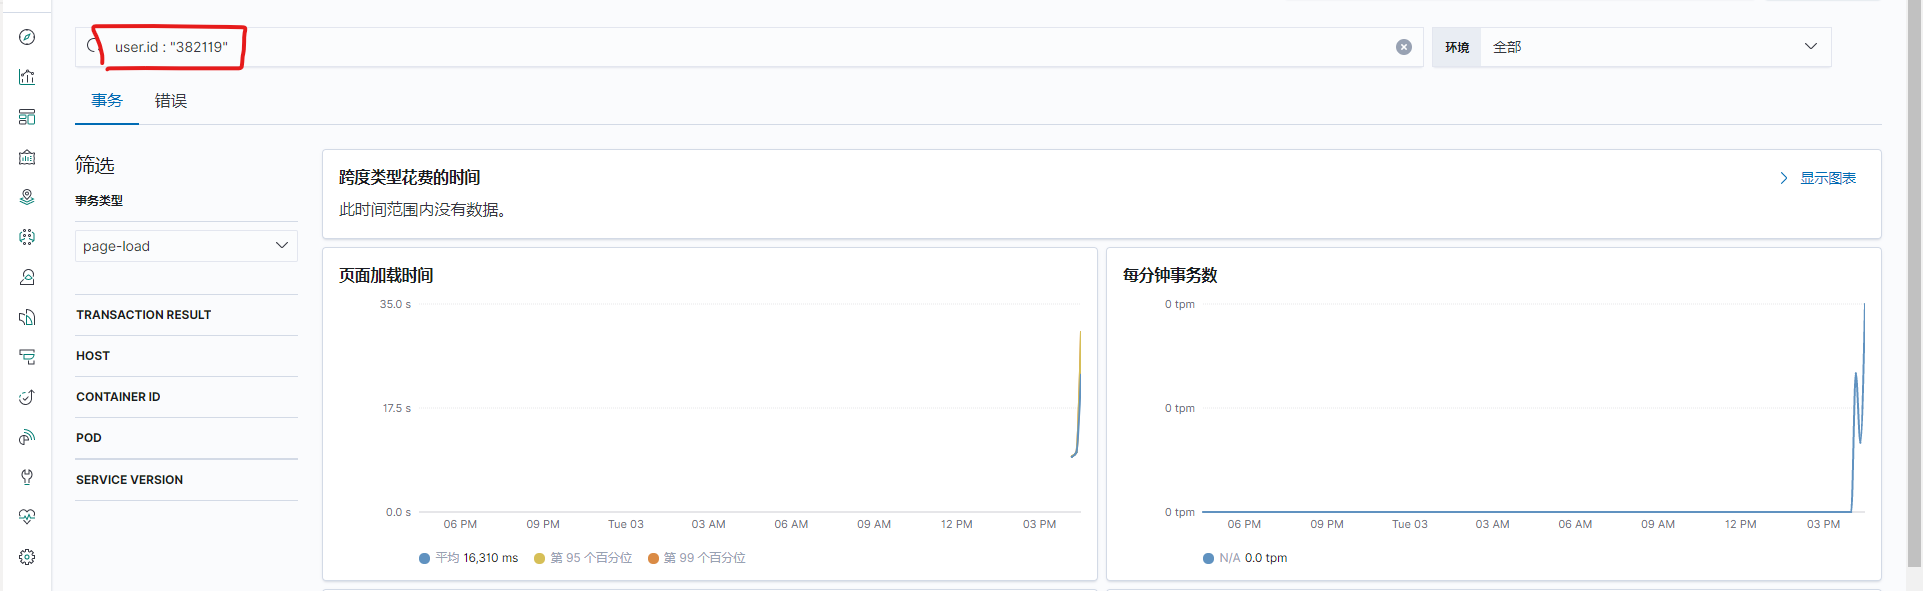 user.id : "382119"
环境 全部
事务 错误
筛选
事务类型
page-load
TRANSACTION RESULT
HOST
CONTAINER ID
POD
SERVICE VERSION
跨度类型花费的时间
显示图表
此时间范围内没有数据。
页面加载时间
35.0 s
17.5 s
0.0 s
06 PM 09 PM Tue 03 03 AM 06 AM 09 AM 12 PM 03 PM
平均 16,310 ms 第 95 个百分位 第 99 个百分位
每分钟事务数
0 tpm
0 tpm
0 tpm
06 PM 09 PM Tue 03 03 AM 06 AM 09 AM 12 PM 03 PM
N/A 0.0 tpm